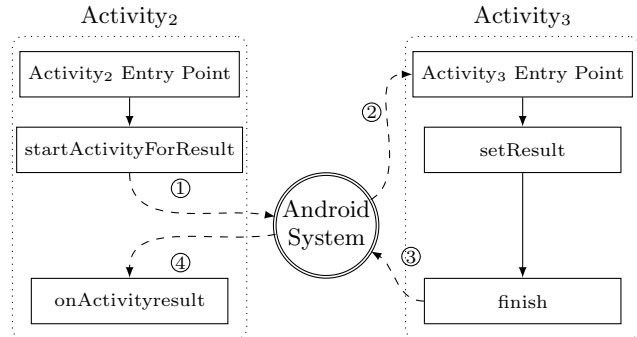 Activity₂
Activity₃
Activity₂ Entry Point
Activity₃ Entry Point
②
startActivityForResult
setResult
①
Android
System
④
③
onActivityresult
finish